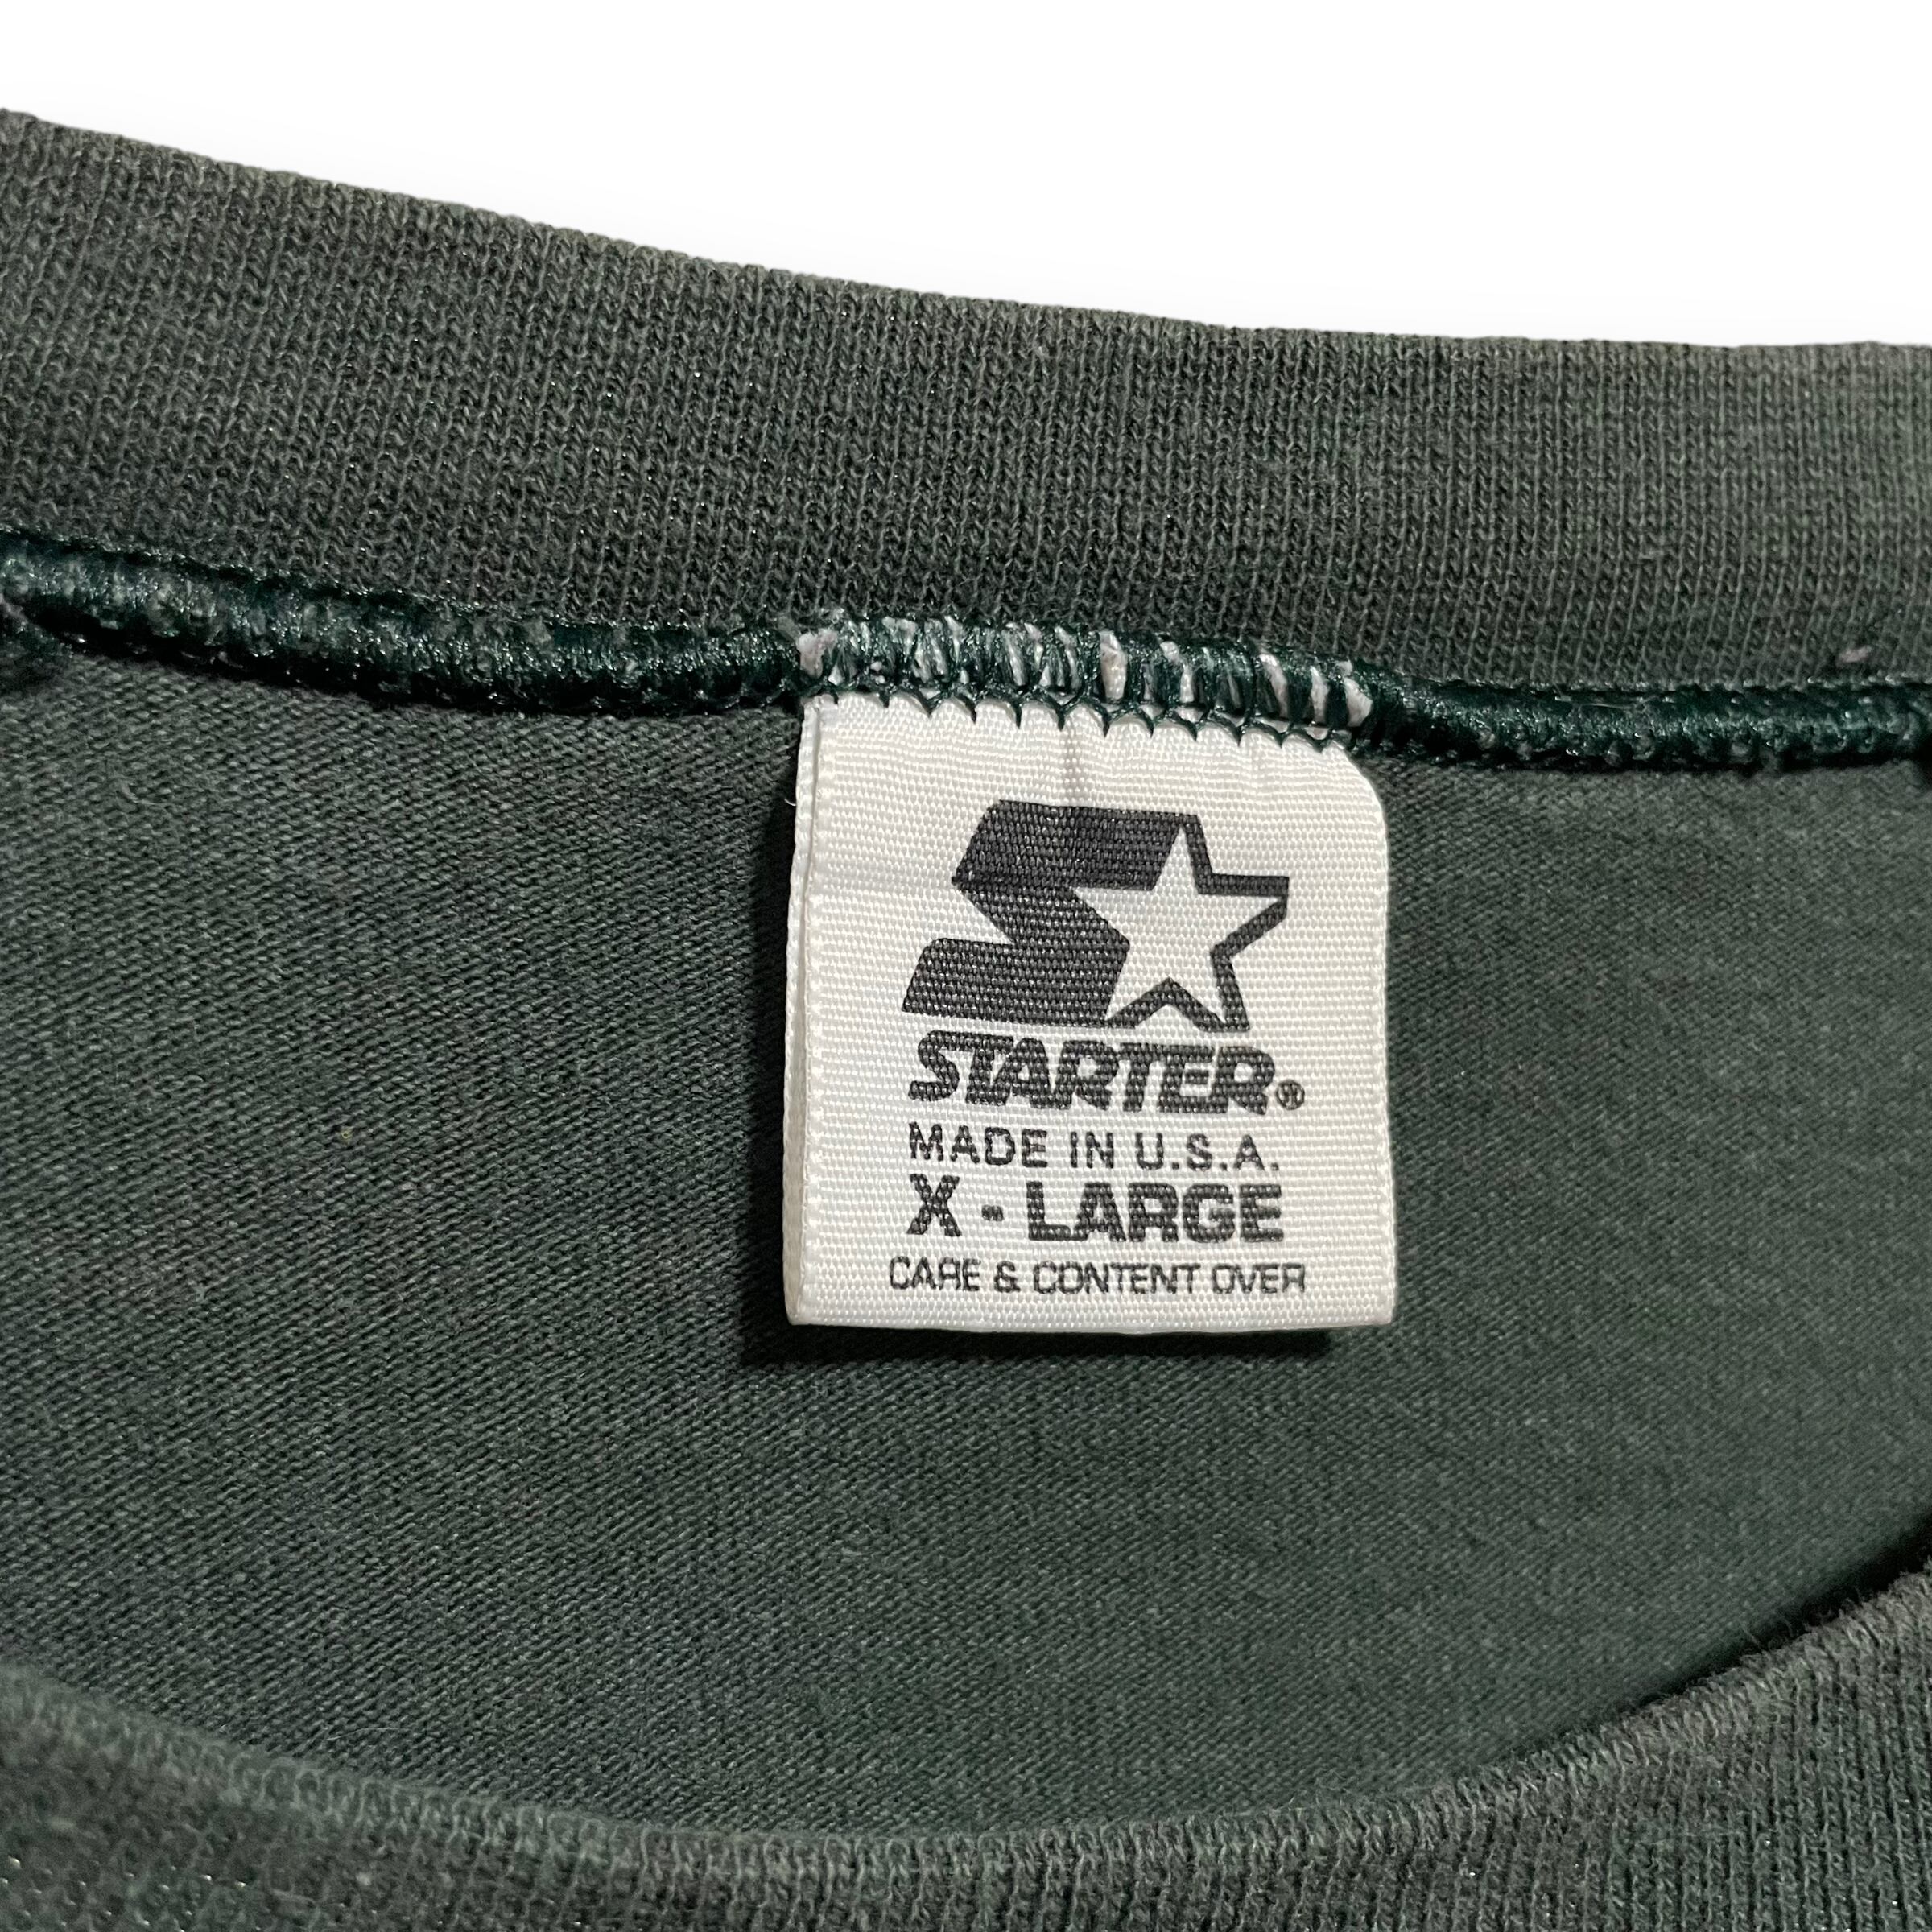 STARTER®
MADE IN U.S.A.
X - LARGE
CARE & CONTENT OVER